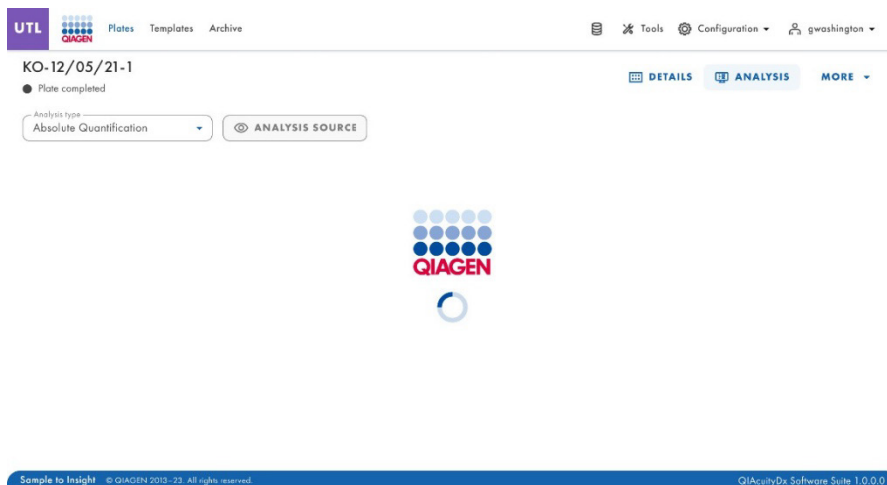 UTL QIAGEN Plates Templates Archive Tools Configuration gwashington
KO-12/05/21-1
Plate completed
DETAILS ANALYSIS MORE
Analysis type
Absolute Quantification
ANALYSIS SOURCE
QIAGEN
Sample to Insight © QIAGEN 2013–23. All rights reserved. QIAcuityDx Software Suite 1.0.0.0